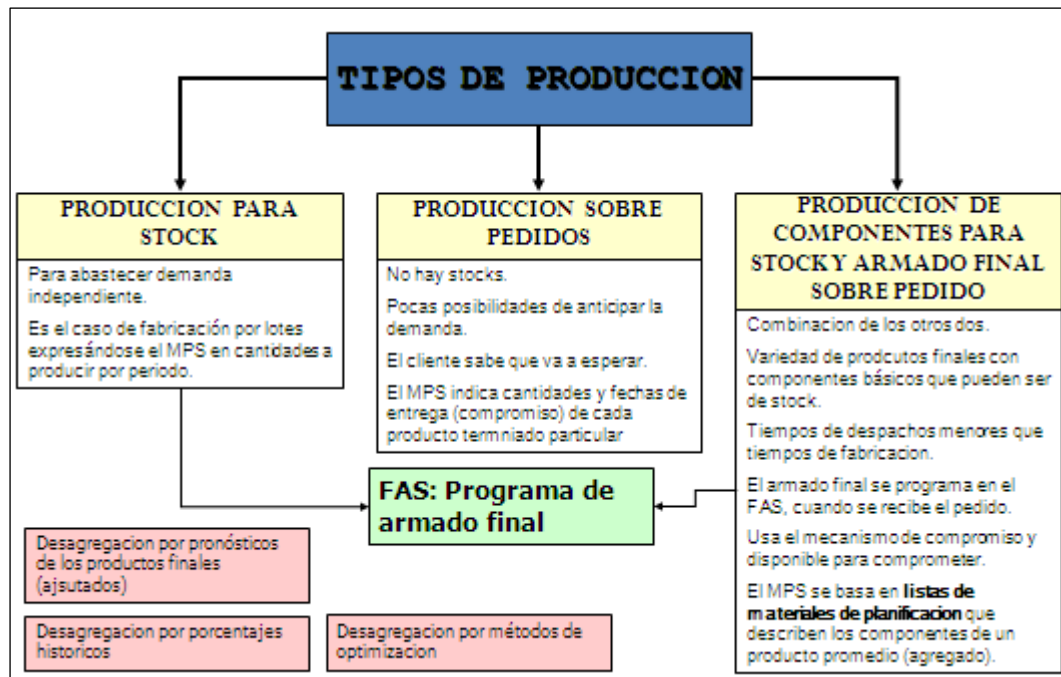 TIPOS DE PRODUCCION
PRODUCCION PARA
STOCK
Para abastecer demanda
independiente.
Es el caso de fabricación por lotes
expresándose el MPS en cantidades a
producir por periodo.
PRODUCCION SOBRE
PEDIDOS
No hay stocks.
Pocas posibilidades de anticipar la
demanda.
El cliente sabe que va a esperar.
El MPS indica cantidades y fechas de
entrega (compromiso) de cada
producto termniado particular
PRODUCCION DE
COMPONENTES PARA
STOCK Y ARMADO FINAL
SOBRE PEDIDO
Combinacion de los otros dos.
Variedad de prodcutos finales con
componentes básicos que pueden ser
de stock.
Tiempos de despachos menores que
tiempos de fabricacion.
El armado final se programa en el
FAS, cuando se recibe el pedido.
Usa el mecanismo de compromiso y
disponible para comprometer.
El MPS se basa en listas de
materiales de planificacion que
describen los componentes de un
producto promedio (agregado).
FAS: Programa de
armado final
Desagregacion por pronósticos
de los productos finales
(ajsutados)
Desagregacion por porcentajes
historicos
Desagregacion por métodos de
optimizacion